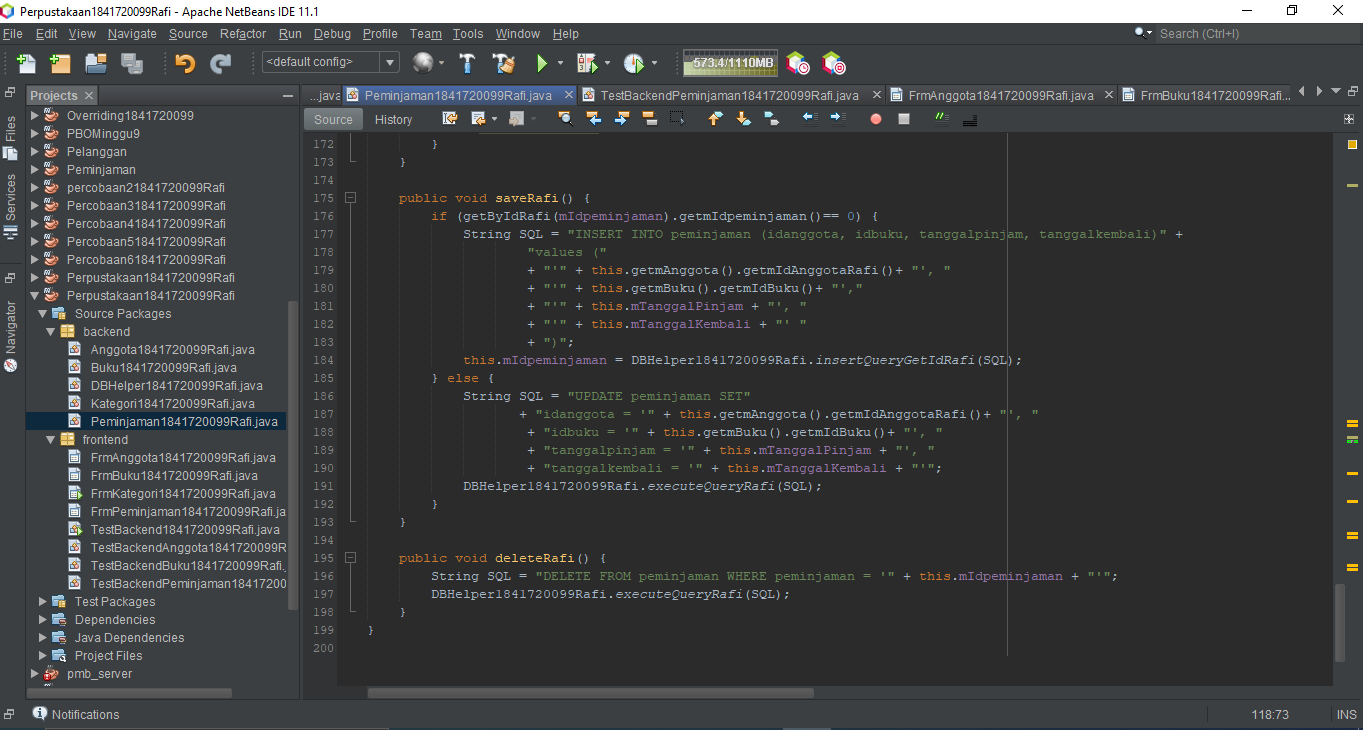 Perpustakaan1841720099Rafi - Apache NetBeans IDE 11.1
File Edit View Navigate Source Refactor Run Debug Profile Team Tools Window Help
Search (Ctrl+I)
<default config>
573.4/1110MB
Projects
...java
Peminjaman1841720099Rafi.java
TestBackendPeminjaman1841720099Rafi.java
FrmAnggota1841720099Rafi.java
FrmBuku1841720099Rafi...
Source History
Files
Services
Navigator
Overriding1841720099
PBOMinggu9
Pelanggan
Peminjaman
percobaan21841720099Rafi
Percobaan31841720099Rafi
Percobaan41841720099Rafi
Percobaan51841720099Rafi
Percobaan61841720099Rafi
Perpustakaan1841720099Rafi
Perpustakaan1841720099Rafi
Source Packages
backend
Anggota1841720099Rafi.java
Buku1841720099Rafi.java
DBHelper1841720099Rafi.java
Kategori1841720099Rafi.java
Peminjaman1841720099Rafi.java
frontend
FrmAnggota1841720099Rafi.java
FrmBuku1841720099Rafi.java
FrmKategori1841720099Rafi.java
FrmPeminjaman1841720099Rafi.ja
TestBackend1841720099Rafi.java
TestBackendAnggota1841720099R
TestBackendBuku1841720099Rafi.
TestBackendPeminjaman18417200
Test Packages
Dependencies
Java Dependencies
Project Files
pmb_server
172 }
173 }
174
175 public void saveRafi() {
176 if (getByIdRafi(mIdpeminjaman).getmIdpeminjaman()== 0) {
177 String SQL = "INSERT INTO peminjaman (idanggota, idbuku, tanggalpinjam, tanggalkembali)" +
178 "values ("
179 + "'" + this.getmAnggota().getmIdAnggotaRafi()+ "', "
180 + "'" + this.getmBuku().getmIdBuku()+ "',"
181 + "'" + this.mTanggalPinjam + "', "
182 + "'" + this.mTanggalKembali + "' "
183 + ")";
184 this.mIdpeminjaman = DBHelper1841720099Rafi.insertQueryGetIdRafi(SQL);
185 } else {
186 String SQL = "UPDATE peminjaman SET"
187 + "idanggota = '" + this.getmAnggota().getmIdAnggotaRafi()+ "', "
188 + "idbuku = '" + this.getmBuku().getmIdBuku()+ "', "
189 + "tanggalpinjam = '" + this.mTanggalPinjam + "', "
190 + "tanggalkembali = '" + this.mTanggalKembali + "'";
191 DBHelper1841720099Rafi.executeQueryRafi(SQL);
192 }
193 }
194
195 public void deleteRafi() {
196 String SQL = "DELETE FROM peminjaman WHERE peminjaman = '" + this.mIdpeminjaman + "'";
197 DBHelper1841720099Rafi.executeQueryRafi(SQL);
198 }
199 }
200
Notifications
118:73
INS